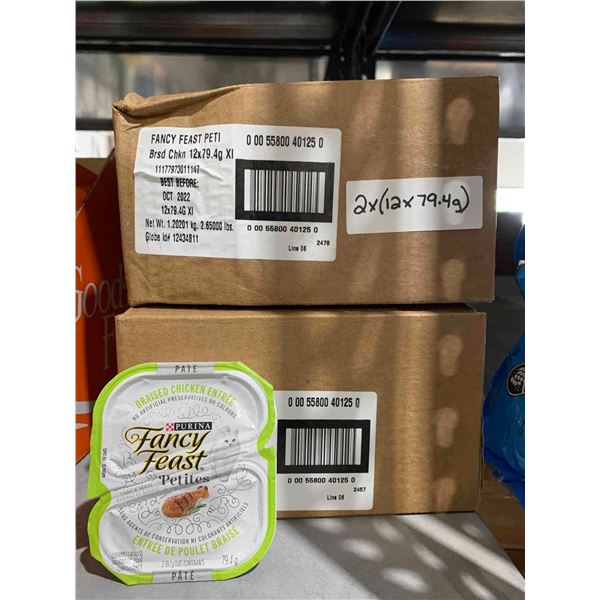 FANCY FEAST PETI
Brsd Chkn 12x79.4g XI
11177973011147
BEST BEFORE:
OCT 2022
12x79.4G XI
Net Wt. 1.20201 kg. 2.65000 lbs.
Globe Id# 12434811
0 00 55800 40125 0
0 00 55800 40125 0
Line 06
2479
2x(12x79.4g)
Good
F
0 00 55800 40125 0
0 00 55800 40125 0
Line 06
2457
PATÉ
BRAISED CHICKEN ENTRÉE
NO ARTIFICIAL PRESERVATIVES OR COLOURS
PURINA
Fancy
Feast
Petites
SANS AGENTS DE CONSERVATION NI COLORANTS ARTIFICIELS
ENTRÉE DE POULET BRAISÉ
79.4 g
PÂTÉ